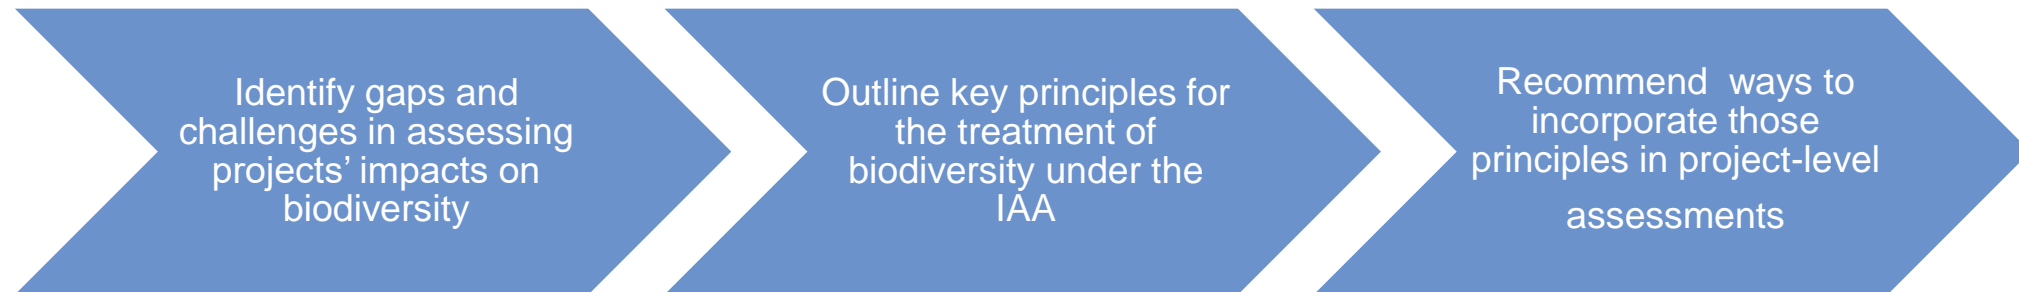 Identify gaps and
challenges in assessing
projects’ impacts on
biodiversity
Outline key principles for
the treatment of
biodiversity under the
IAA
Recommend  ways to
incorporate those
principles in project-level
assessments